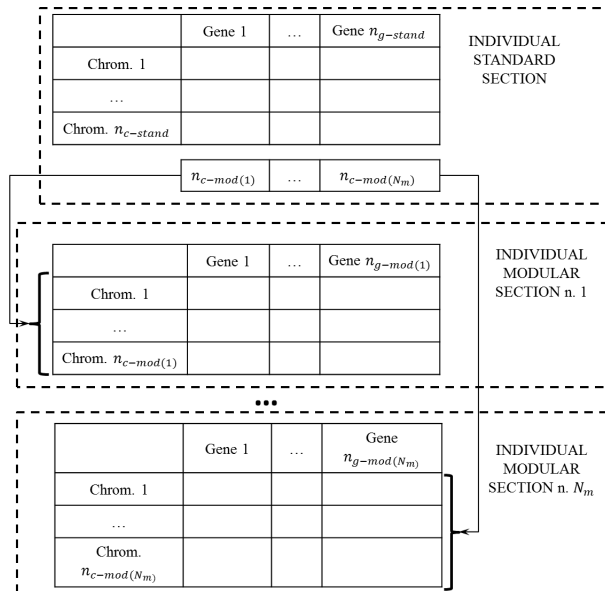 Gene 1 … Gene n_{g-stand}
INDIVIDUAL
STANDARD
SECTION
Chrom. 1
…
Chrom. n_{c-stand}
n_{c-mod(1)} … n_{c-mod(N_m)}
Gene 1 … Gene n_{g-mod(1)}
INDIVIDUAL
MODULAR
SECTION n. 1
Chrom. 1
…
Chrom. n_{c-mod(1)}
...
Gene 1 … Gene
n_{g-mod(N_m)}
INDIVIDUAL
MODULAR
SECTION n. N_m
Chrom. 1
…
Chrom.
n_{c-mod(N_m)}